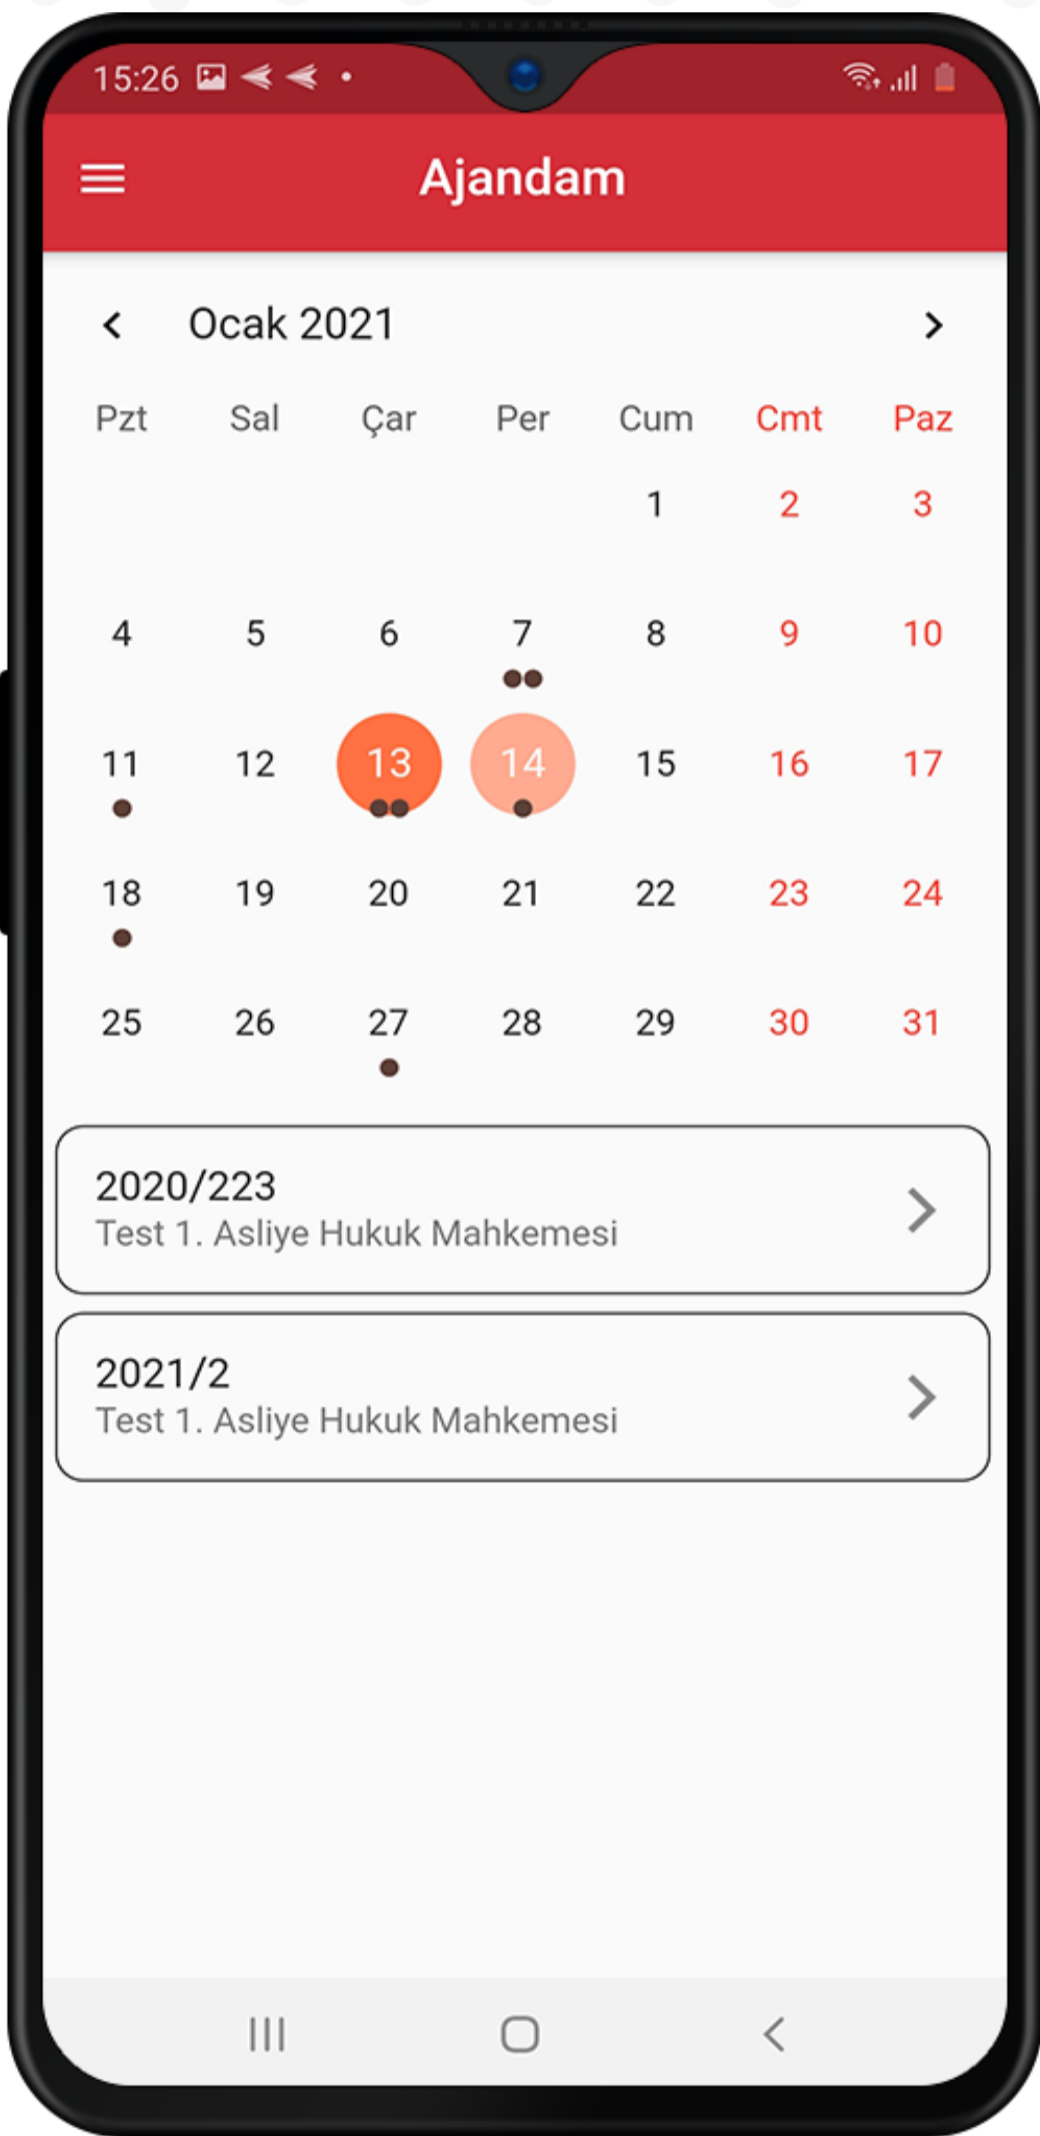 15:26
Ajandam
Ocak 2021
Pzt Sal Çar Per Cum Cmt Paz
1 2 3
4 5 6 7 8 9 10
11 12 13 14 15 16 17
18 19 20 21 22 23 24
25 26 27 28 29 30 31
2020/223
Test 1. Asliye Hukuk Mahkemesi
2021/2
Test 1. Asliye Hukuk Mahkemesi